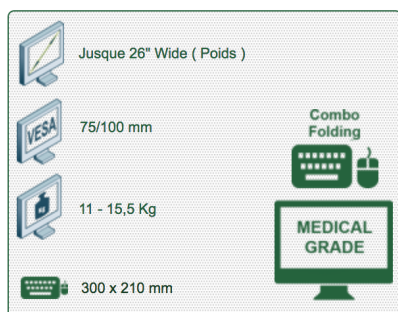 Jusque 26" Wide ( Poids )
VESA
75/100 mm
Combo
Folding
KG
11 - 15,5 Kg
MEDICAL
GRADE
300 x 210 mm